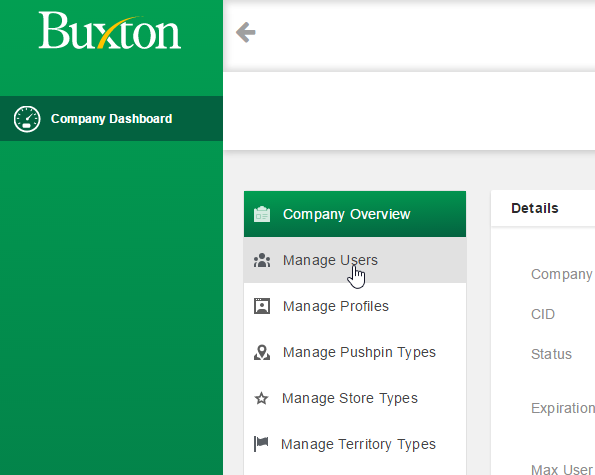 Buxton
Company Dashboard
Company Overview
Manage Users
Manage Profiles
Manage Pushpin Types
Manage Store Types
Manage Territory Types
Details
Company
CID
Status
Expiration
Max User